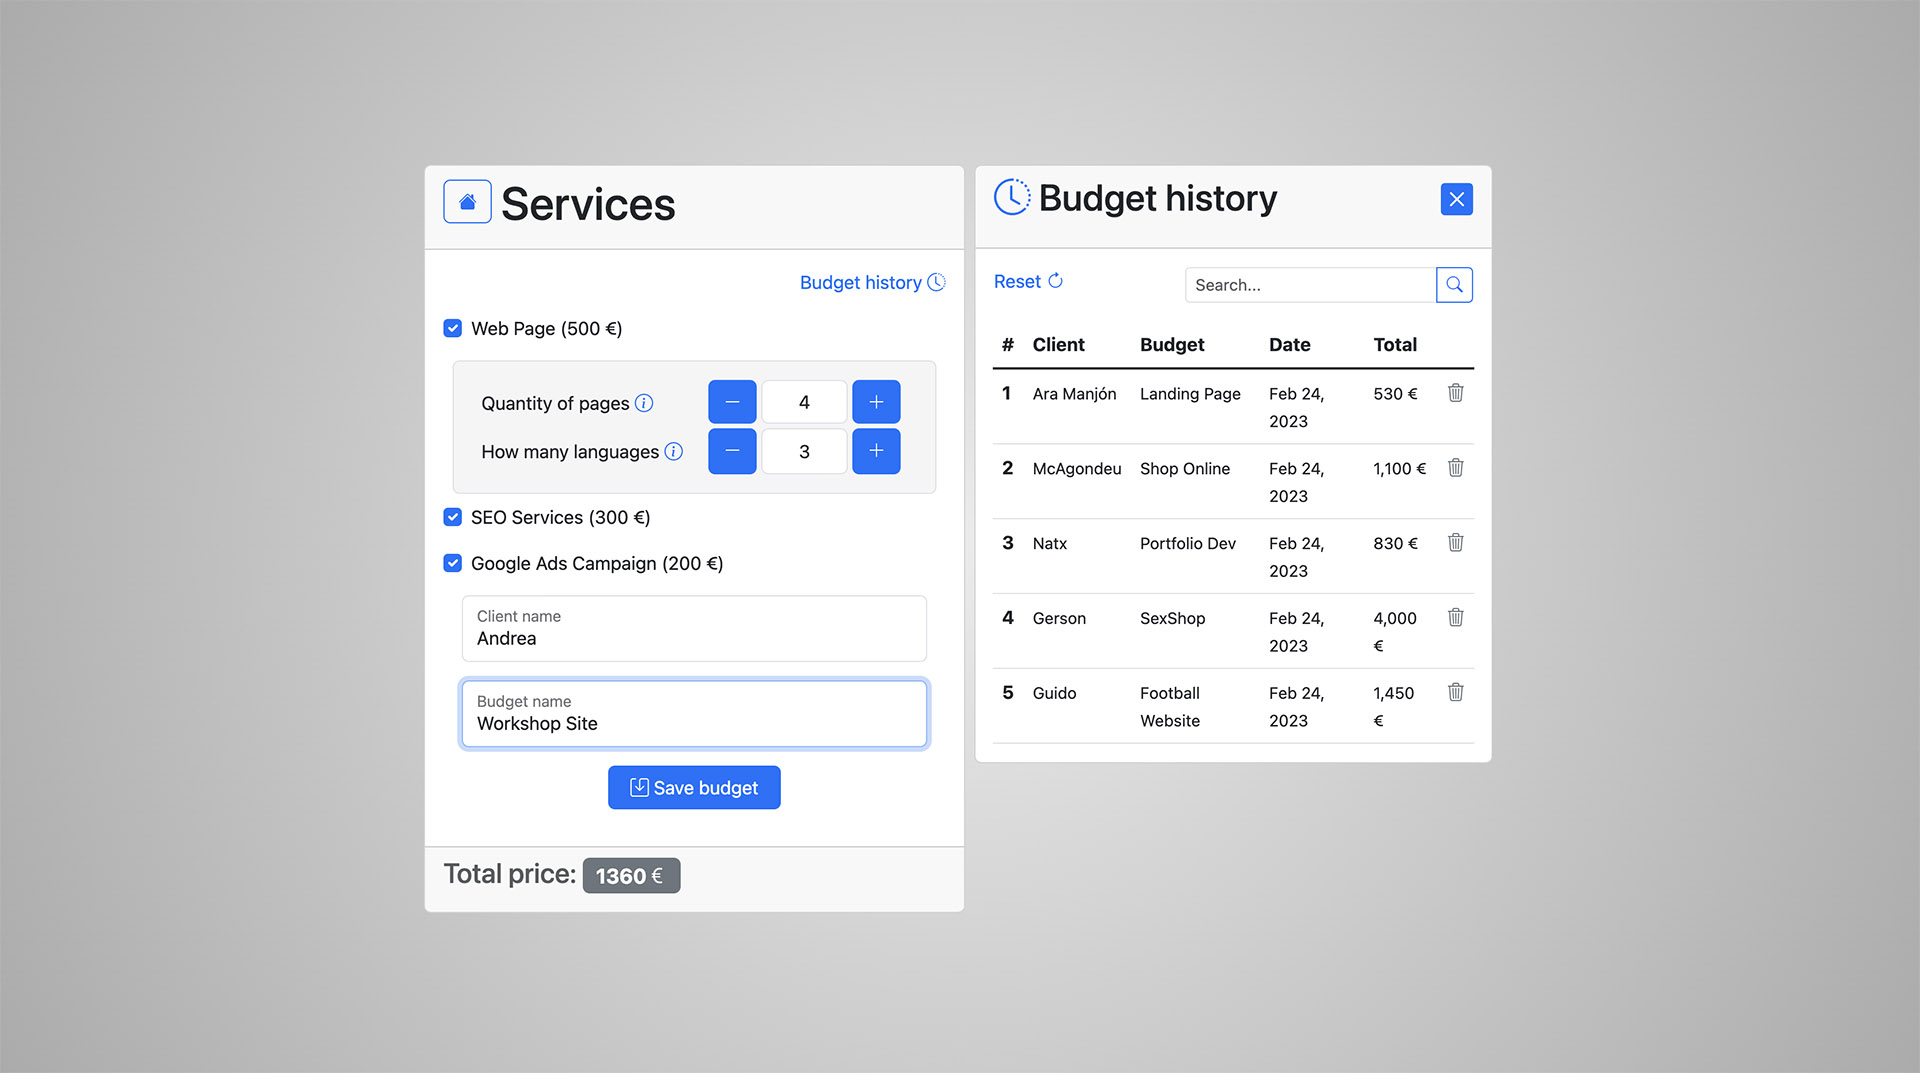 Services
Budget history
Web Page (500 €)
Quantity of pages
4
How many languages
3
SEO Services (300 €)
Google Ads Campaign (200 €)
Client name
Andrea
Budget name
Workshop Site
Save budget
Total price: 1360 €
Budget history
Reset
Search...
# Client Budget Date Total
1 Ara Manjón Landing Page Feb 24, 530 €
2023
2 McAgondeu Shop Online Feb 24, 1,100 €
2023
3 Natx Portfolio Dev Feb 24, 830 €
2023
4 Gerson SexShop Feb 24, 4,000
2023 €
5 Guido Football Feb 24, 1,450
Website 2023 €